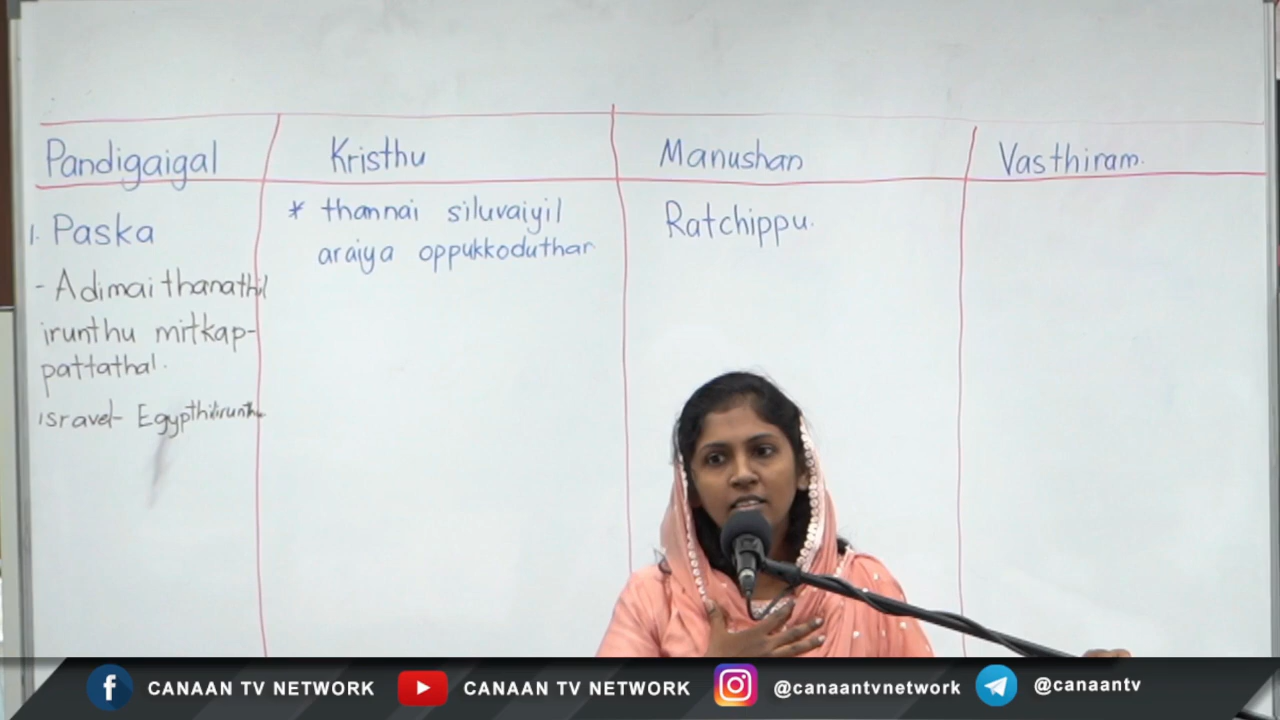 Pandigaigal
Kristhu
Manushan
Vasthiram.
1. Paska
- Adimai thanathil
irunthu mitkap-
pattathal.
Isravel- Egypthilirunthu
* thannai siluvaiyil
araiya oppukkoduthar
Ratchippu.
CANAAN TV NETWORK
CANAAN TV NETWORK
@canaantvnetwork
@canaantv